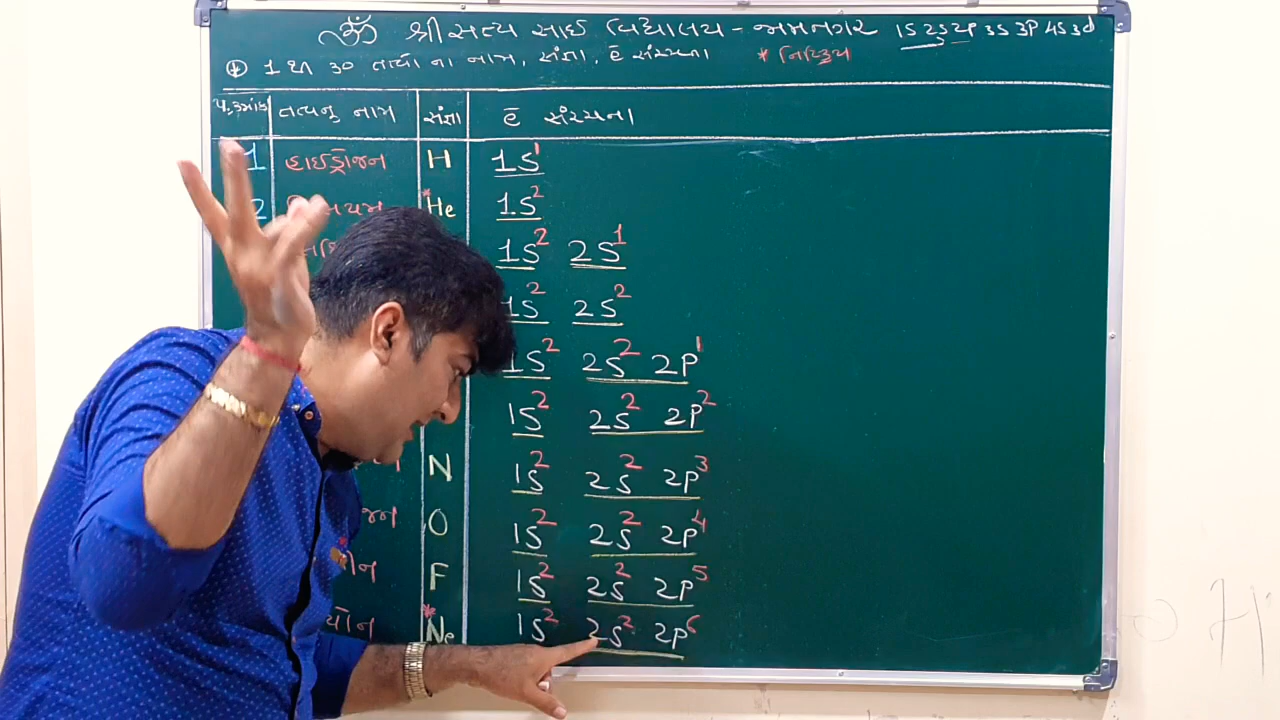 ૐ શ્રી સત્ય સાઈ વિદ્યાલય - જામનગર 1S 2S 2P 3S 3P 4S 3d
1 થી 30 તત્વો ના નામ, સંજ્ઞા, ē સંરચના * નિષ્ક્રિય
પ.ક્રમાંક તત્વનુ નામ સંજ્ઞા ē સંરચના
1 હાઈડ્રોજન H 1S¹
2 He* 1S²
1S² 2S¹
1S² 2S²
1S² 2S² 2P¹
1S² 2S² 2P²
N 1S² 2S² 2P³
O 1S² 2S² 2P⁴
F 1S² 2S² 2P⁵
Ne* 1S² 2S² 2P⁶